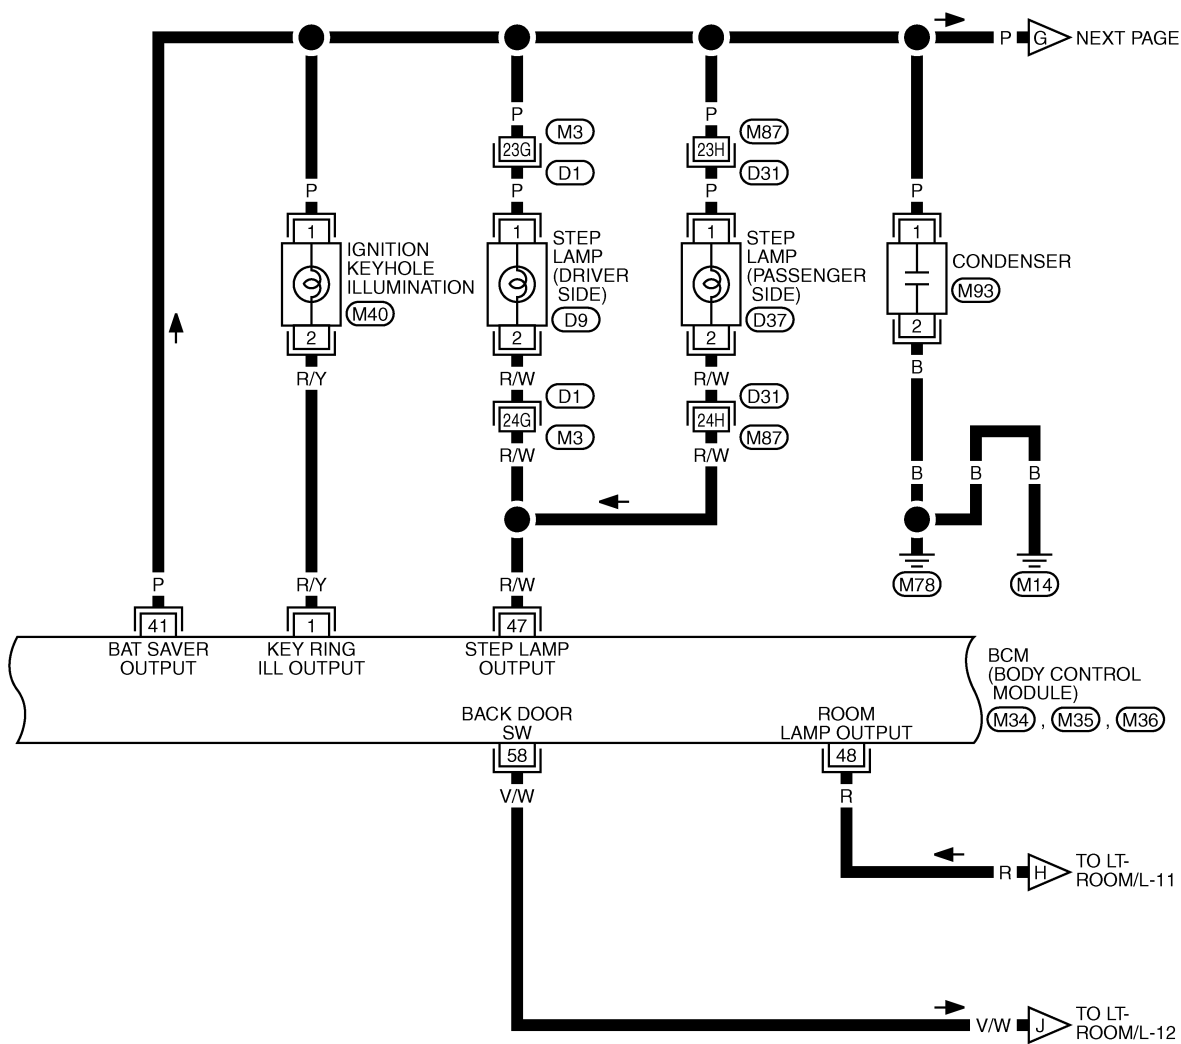 P G NEXT PAGE
P P
M3 M87
23G 23H
D1 D31
P P P P
1 1 1 1
IGNITION
KEYHOLE
ILLUMINATION
M40
STEP
LAMP
(DRIVER
SIDE)
D9
STEP
LAMP
(PASSENGER
SIDE)
D37
CONDENSER
M93
2 2 2 2
R/Y R/W R/W B
D1 D31
24G 24H
M3 M87
R/W R/W B B B
P R/Y R/W M78 M14
41 1 47
BAT SAVER
OUTPUT
KEY RING
ILL OUTPUT
STEP LAMP
OUTPUT
BCM
(BODY CONTROL
MODULE)
M34 , M35 , M36
BACK DOOR
SW
ROOM
LAMP OUTPUT
58 48
V/W R
R H TO LT-
ROOM/L-11
V/W J TO LT-
ROOM/L-12